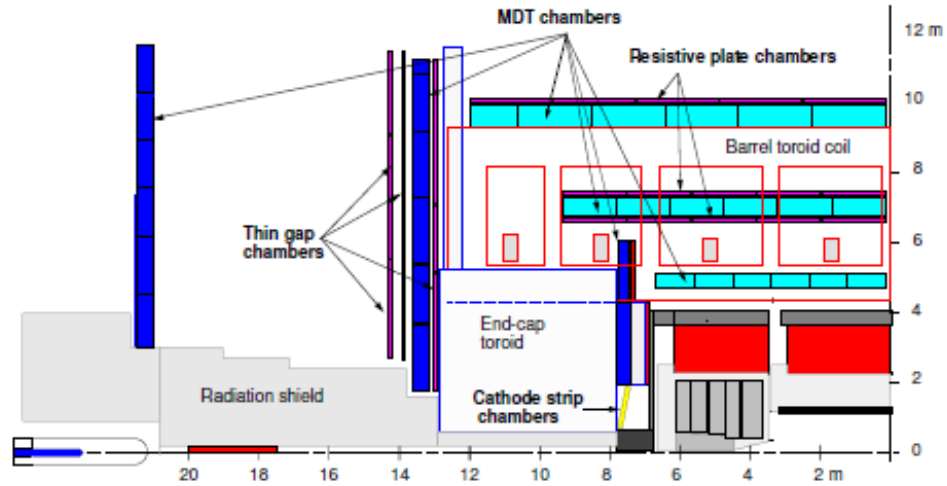 MDT chambers
12 m
Resistive plate chambers
10
Barrel toroid coil
8
Thin gap
chambers
6
End-cap
toroid
4
Radiation shield
Cathode strip
chambers
2
0
20 18 16 14 12 10 8 6 4 2 m